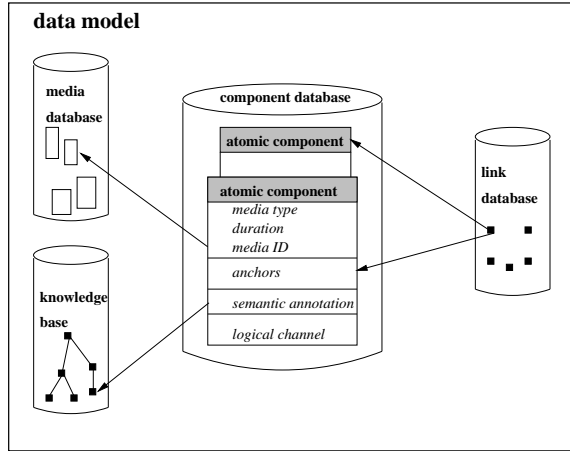 data model
media
database
component database
atomic component
atomic component
media type
duration
media ID
anchors
semantic annotation
logical channel
link
database
knowledge
base